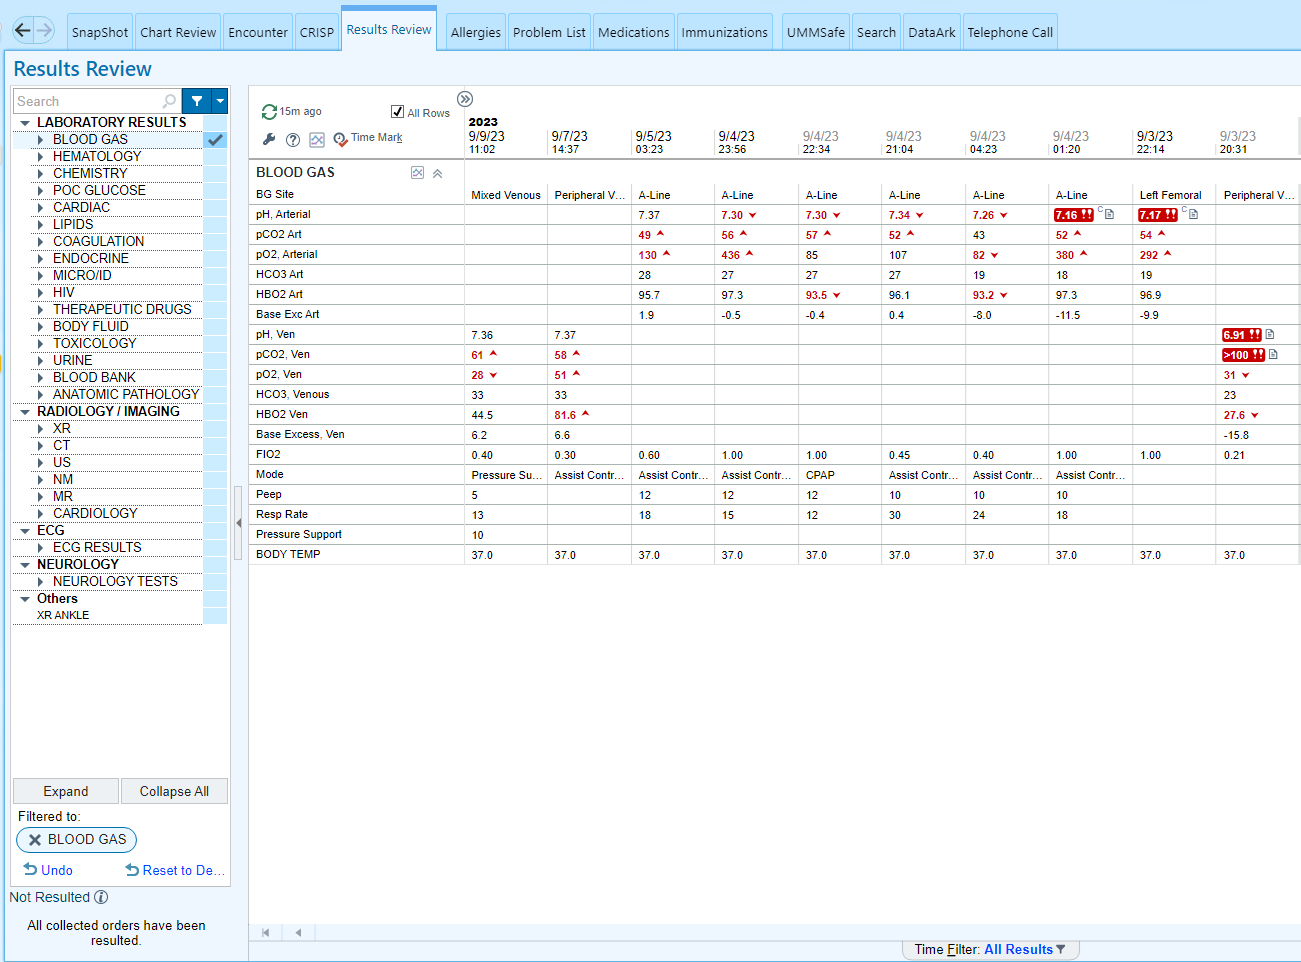 SnapShot Chart Review Encounter CRISP Results Review Allergies Problem List Medications Immunizations UMMSafe Search DataArk Telephone Call
Results Review
Search
LABORATORY RESULTS
BLOOD GAS
HEMATOLOGY
CHEMISTRY
POC GLUCOSE
CARDIAC
LIPIDS
COAGULATION
ENDOCRINE
MICRO/ID
HIV
THERAPEUTIC DRUGS
BODY FLUID
TOXICOLOGY
URINE
BLOOD BANK
ANATOMIC PATHOLOGY
RADIOLOGY / IMAGING
XR
CT
US
NM
MR
CARDIOLOGY
ECG
ECG RESULTS
NEUROLOGY
NEUROLOGY TESTS
Others
XR ANKLE
Expand Collapse All
Filtered to:
BLOOD GAS
Undo Reset to De...
Not Resulted
All collected orders have been
resulted.
15m ago All Rows
Time Mark
2023
9/9/23 9/7/23 9/5/23 9/4/23 9/4/23 9/4/23 9/4/23 9/4/23 9/3/23 9/3/23
11:02 14:37 03:23 23:56 22:34 21:04 04:23 01:20 22:14 20:31
BLOOD GAS
BG Site Mixed Venous Peripheral V... A-Line A-Line A-Line A-Line A-Line A-Line Left Femoral Peripheral V...
pH, Arterial 7.37 7.30 7.30 7.34 7.26 7.16 !! C 7.17 !! C
pCO2 Art 49 56 57 52 43 52 54
pO2, Arterial 130 436 85 107 82 380 292
HCO3 Art 28 27 27 27 19 18 19
HBO2 Art 95.7 97.3 93.5 96.1 93.2 97.3 96.9
Base Exc Art 1.9 -0.5 -0.4 0.4 -8.0 -11.5 -9.9
pH, Ven 7.36 7.37 6.91 !!
pCO2, Ven 61 58 >100 !!
pO2, Ven 28 51 31
HCO3, Venous 33 33 23
HBO2 Ven 44.5 81.6 27.6
Base Excess, Ven 6.2 6.6 -15.8
FIO2 0.40 0.30 0.60 1.00 1.00 0.45 0.40 1.00 1.00 0.21
Mode Pressure Su... Assist Contr... Assist Contr... Assist Contr... CPAP Assist Contr... Assist Contr... Assist Contr...
Peep 5 12 12 12 10 10 10
Resp Rate 13 18 15 12 30 24 18
Pressure Support 10
BODY TEMP 37.0 37.0 37.0 37.0 37.0 37.0 37.0 37.0 37.0 37.0
Time Filter: All Results